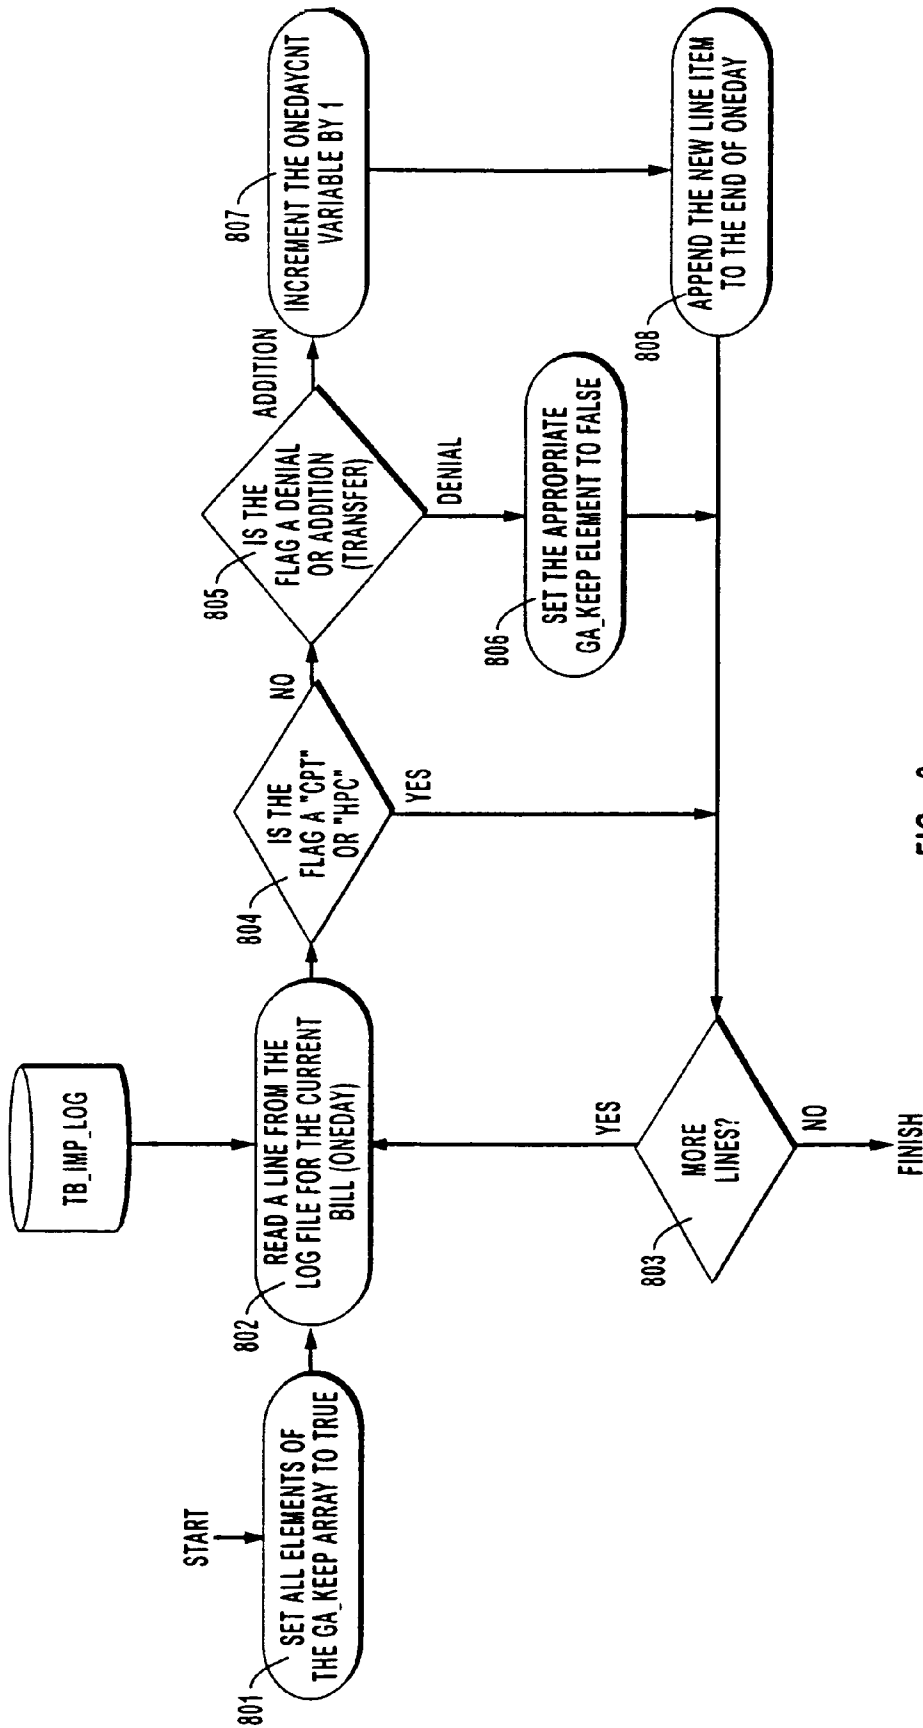 START
801
SET ALL ELEMENTS OF
THE GA_KEEP ARRAY TO TRUE
TB_IMP_LOG
802
READ A LINE FROM THE
LOG FILE FOR THE CURRENT
BILL (ONEDAY)
804
IS THE
FLAG A "CPT"
OR "HPC"
NO
YES
805
IS THE
FLAG A DENIAL
OR ADDITION
(TRANSFER)
ADDITION
DENIAL
807
INCREMENT THE ONEDAYCNT
VARIABLE BY 1
806
SET THE APPROPRIATE
GA_KEEP ELEMENT TO FALSE
808
APPEND THE NEW LINE ITEM
TO THE END OF ONEDAY
803
MORE
LINES?
YES
NO
FINISH